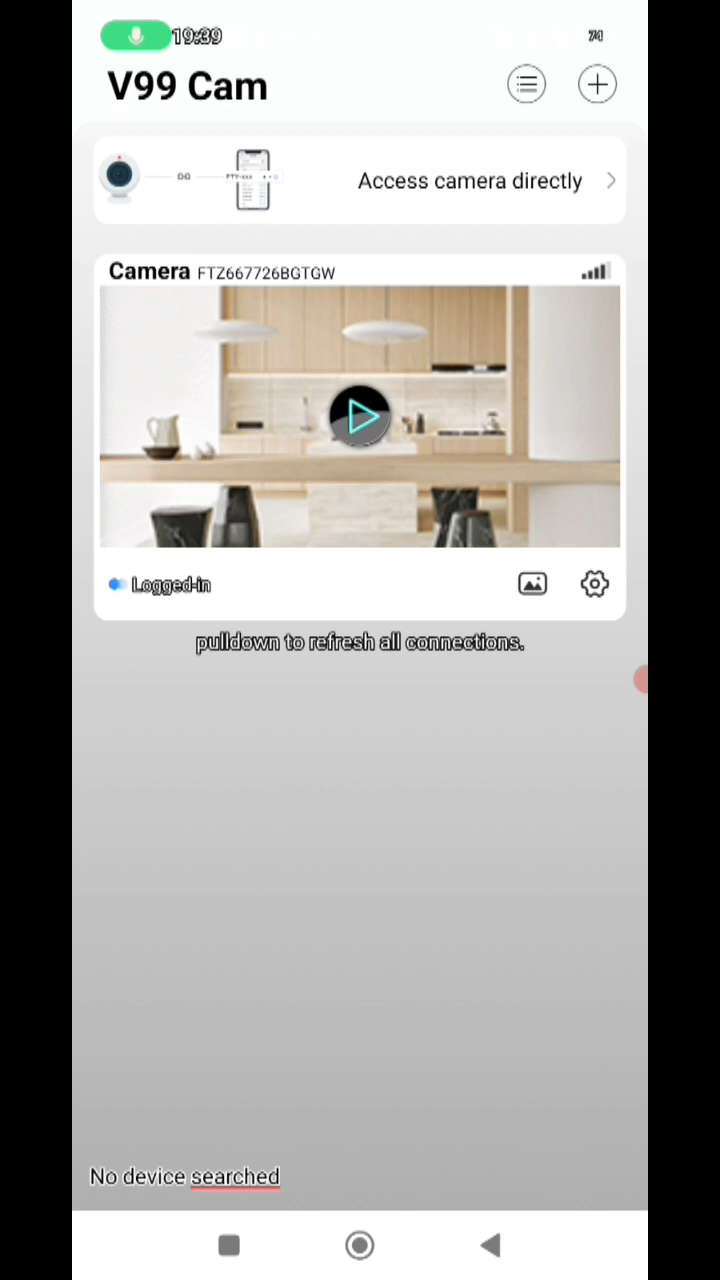 19:39
74
V99 Cam
Access camera directly
Camera FTZ667726BGTGW
Logged-in
pulldown to refresh all connections.
No device searched